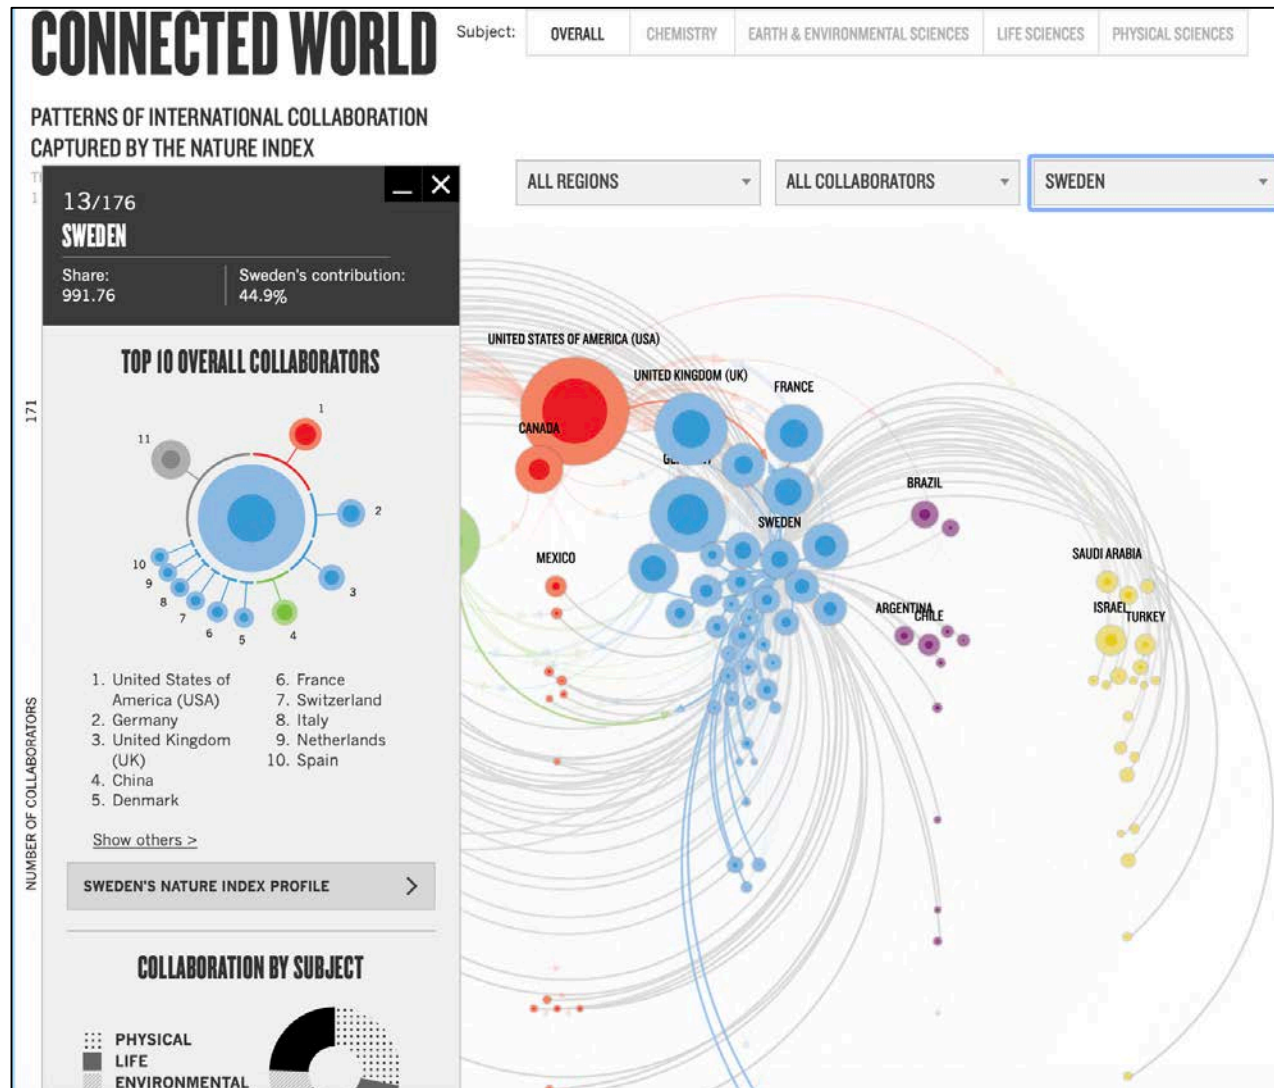 CONNECTED WORLD
Subject:
OVERALL
CHEMISTRY
EARTH & ENVIRONMENTAL SCIENCES
LIFE SCIENCES
PHYSICAL SCIENCES
PATTERNS OF INTERNATIONAL COLLABORATION
CAPTURED BY THE NATURE INDEX
ALL REGIONS
ALL COLLABORATORS
SWEDEN
13/176
SWEDEN
Share:
991.76
Sweden's contribution:
44.9%
TOP 10 OVERALL COLLABORATORS
1
2
3
4
5
6
7
8
9
10
11
1. United States of
America (USA)
2. Germany
3. United Kingdom
(UK)
4. China
5. Denmark
6. France
7. Switzerland
8. Italy
9. Netherlands
10. Spain
Show others >
SWEDEN'S NATURE INDEX PROFILE
COLLABORATION BY SUBJECT
PHYSICAL
LIFE
ENVIRONMENTAL
171
NUMBER OF COLLABORATORS
UNITED STATES OF AMERICA (USA)
UNITED KINGDOM (UK)
FRANCE
CANADA
BRAZIL
SWEDEN
MEXICO
SAUDI ARABIA
ARGENTINA
CHILE
ISRAEL
TURKEY